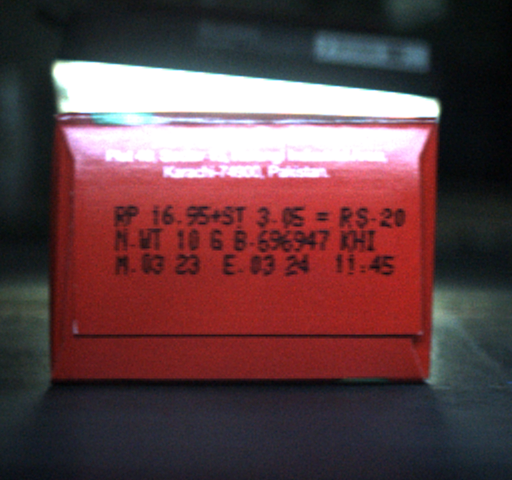 Karachi-74900, Pakistan.
RP 16.95+ST 3.05 = RS.20
N.WT 10 G B.696947 KHI
M.03 23 E.03 24 11:45